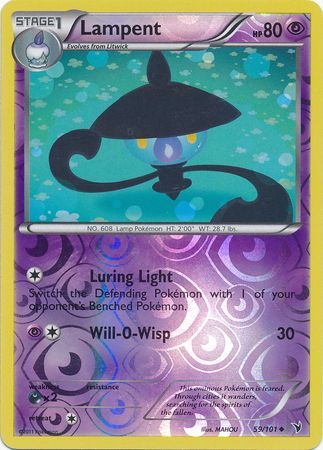 STAGE1
Lampent
HP80
Evolves from Litwick
NO. 608 Lamp Pokémon HT: 2'00" WT: 28.7 lbs.
Luring Light
Switch the Defending Pokémon with 1 of your
opponent's Benched Pokémon.
Will-O-Wisp 30
weakness resistance
×2
retreat
This ominous Pokémon is feared.
Through cities it wanders,
searching for the spirits of
the fallen.
Illus. MAHOU 59/101
©2011 Pokémon